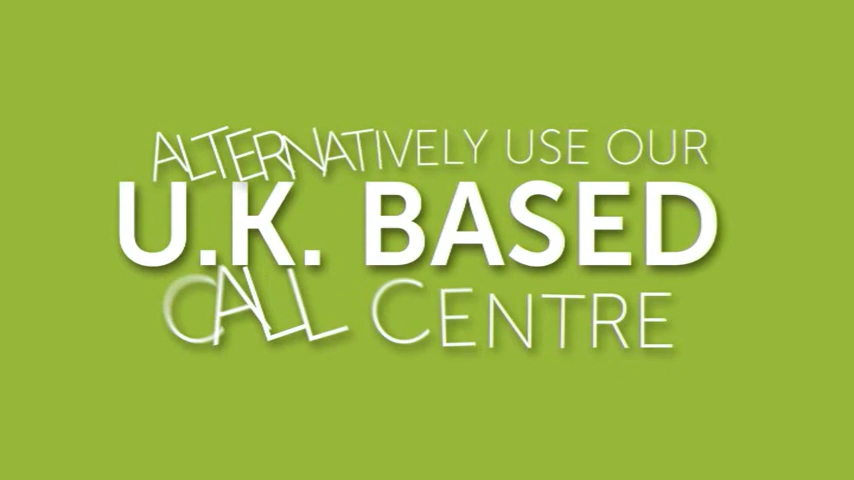 ALTERNATIVELY USE OUR
U.K. BASED
CALL CENTRE